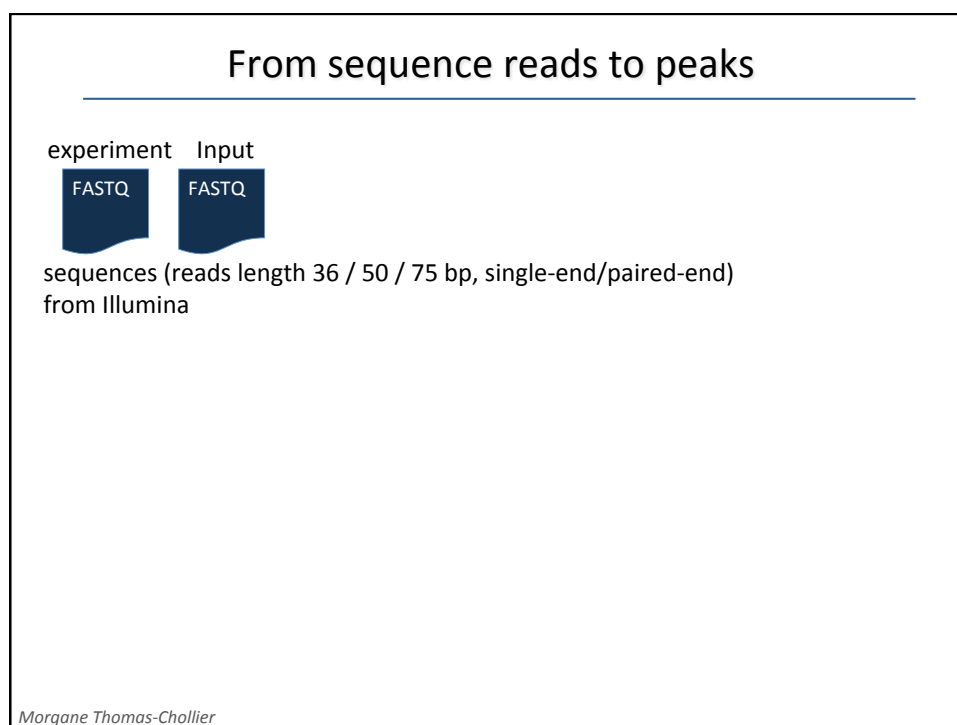 From sequence reads to peaks
experiment Input
FASTQ FASTQ
sequences (reads length 36 / 50 / 75 bp, single-end/paired-end)
from Illumina
Morgane Thomas-Chollier